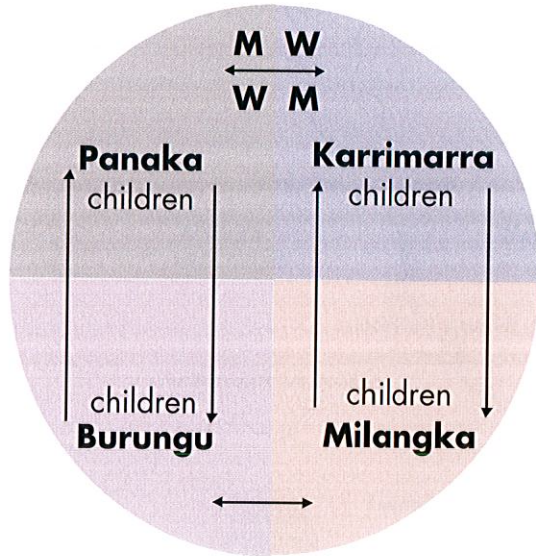 M W
W M
Panaka
children
Karrimarra
children
children
Burungu
children
Milangka